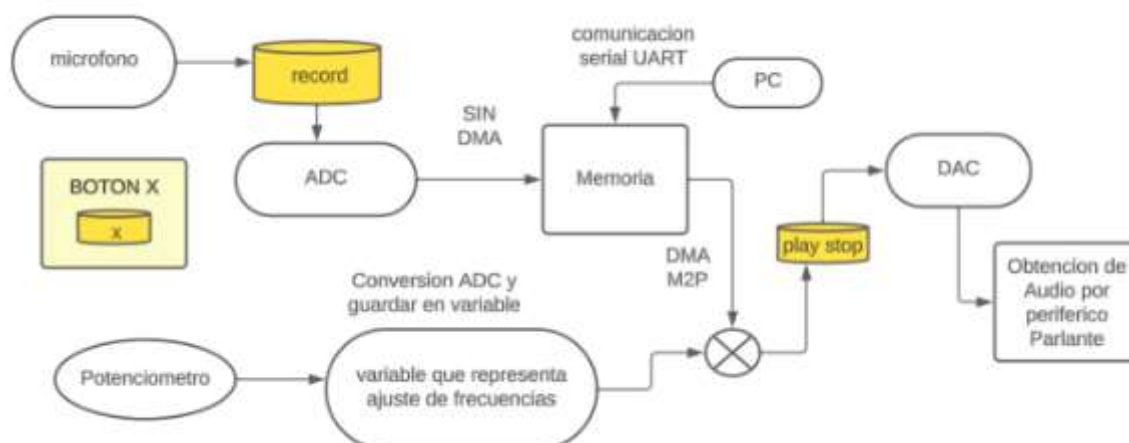 microfono
record
comunicacion
serial UART
PC
SIN
DMA
ADC
Memoria
DAC
BOTON X
x
play stop
DMA
M2P
Obtencion de
Audio por
periferico
Parlante
Conversion ADC y
guardar en variable
Potenciometro
variable que representa
ajuste de frecuencias